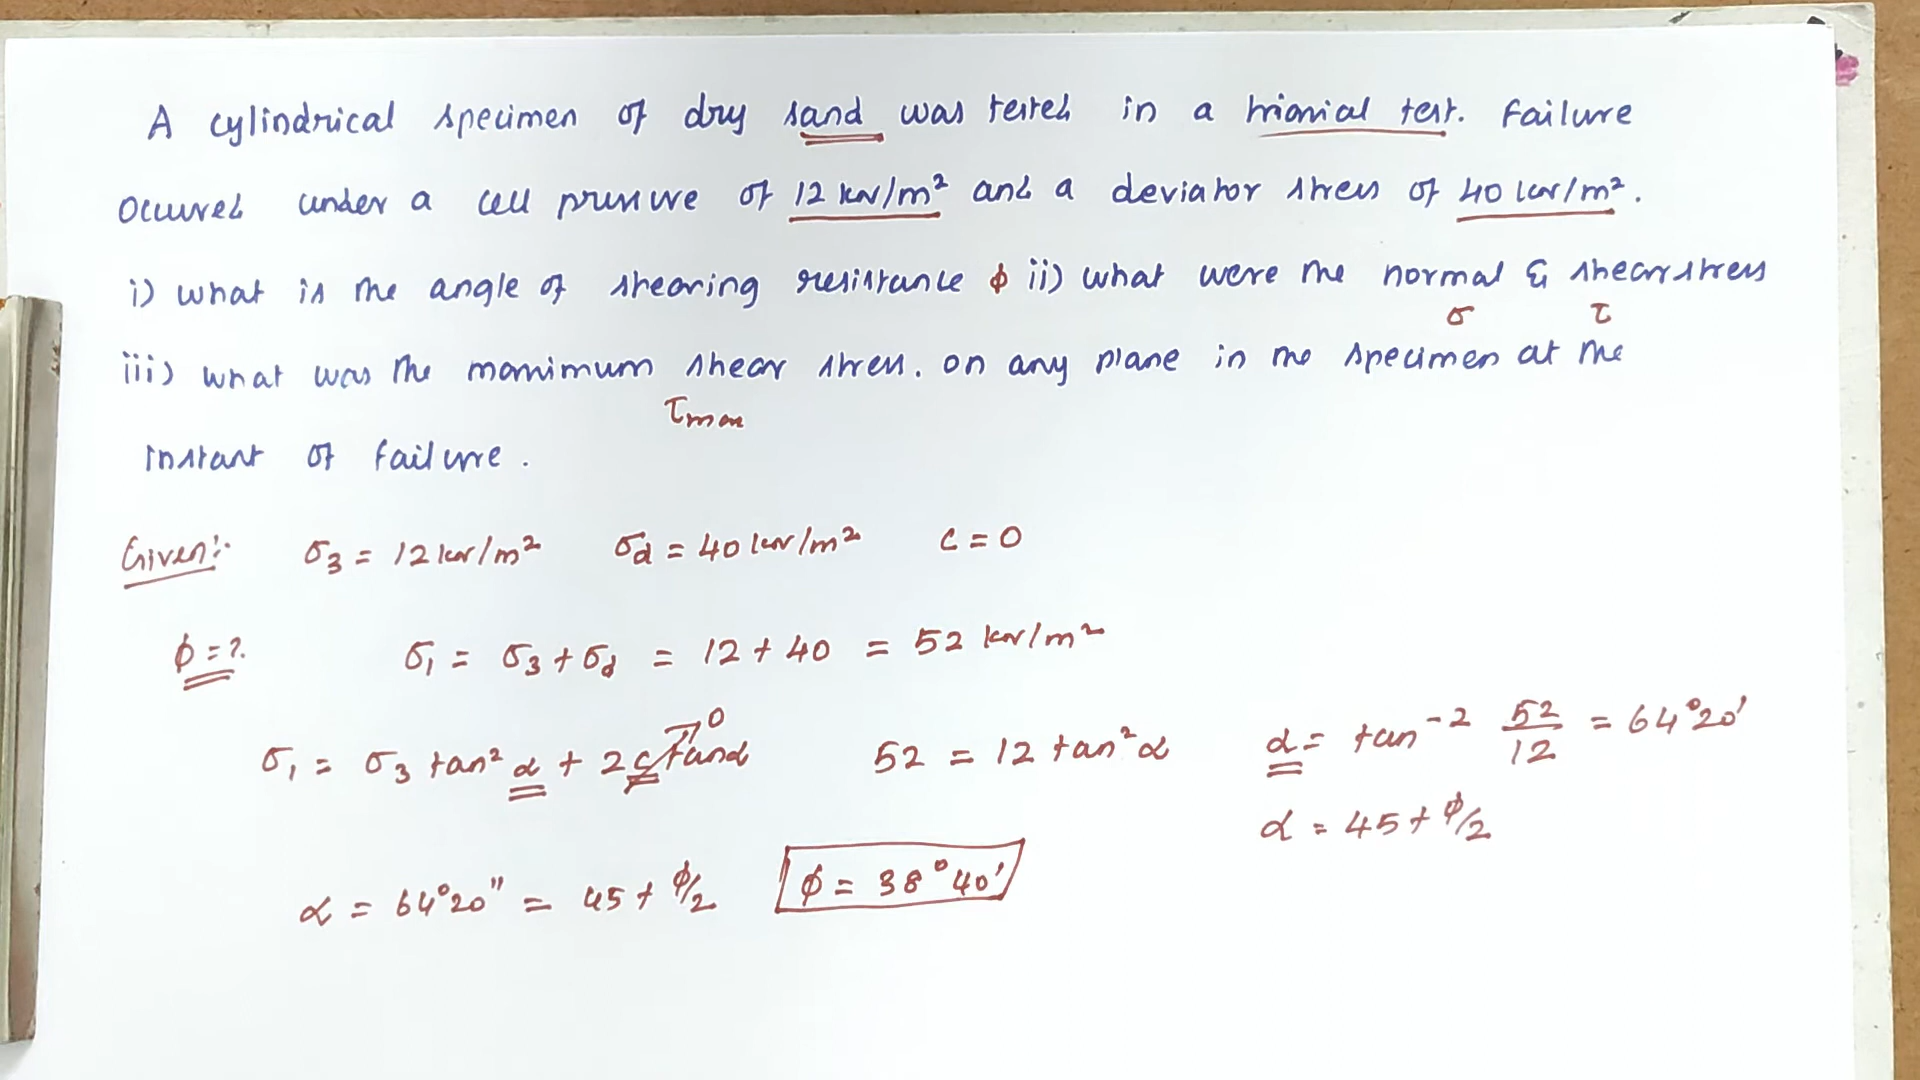 A cylindrical specimen of dry sand was tested in a triaxial test. Failure
occured under a cell pressure of 12 kN/m² and a deviator stress of 40 kN/m².
i) what is the angle of shearing resistance ϕ ii) what were the normal & shear stress
σ τ
iii) what was the maximum shear stress. on any plane in the specimen at the
τmax
instant of failure.
Given:- σ₃ = 12 kN/m² σd = 40 kN/m² c = 0
ϕ = ?. σ₁ = σ₃ + σd = 12 + 40 = 52 kN/m²
σ₁ = σ₃ tan² α + 2c tanα → 0 52 = 12 tan² α α = tan⁻² 52/12 = 64°20'
α = 45 + ϕ/2
α = 64°20" = 45 + ϕ/2 ϕ = 38°40'